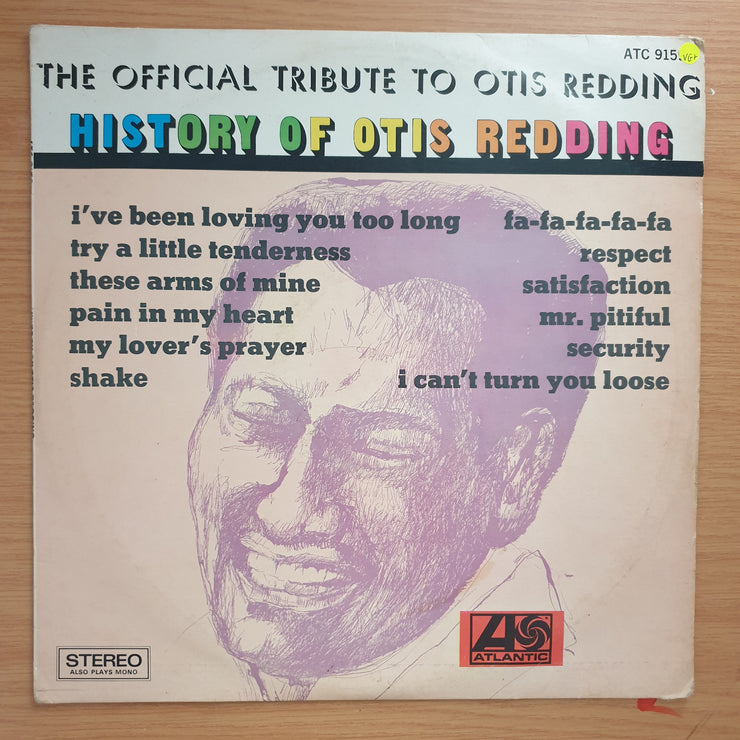 ATC 915
VG+
THE OFFICIAL TRIBUTE TO OTIS REDDING
HISTORY OF OTIS REDDING
i've been loving you too long
try a little tenderness
these arms of mine
pain in my heart
my lover's prayer
shake
fa-fa-fa-fa-fa
respect
satisfaction
mr. pitiful
security
i can't turn you loose
STEREO
ALSO PLAYS MONO
ATLANTIC